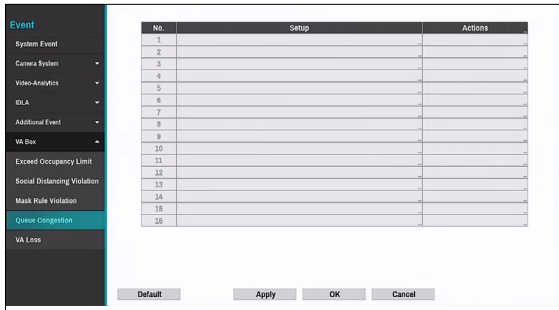 Event
System Event
Camera System
Video-Analytics
IDLA
Additional Event
VA Box
Exceed Occupancy Limit
Social Distancing Violation
Mask Rule Violation
Queue Congestion
VA Loss
No. Setup Actions ...
1 ... ...
2 ... ...
3 ... ...
4 ... ...
5 ... ...
6 ... ...
7 ... ...
8 ... ...
9 ... ...
10 ... ...
11 ... ...
12 ... ...
13 ... ...
14 ... ...
15 ... ...
16 ... ...
Default Apply OK Cancel